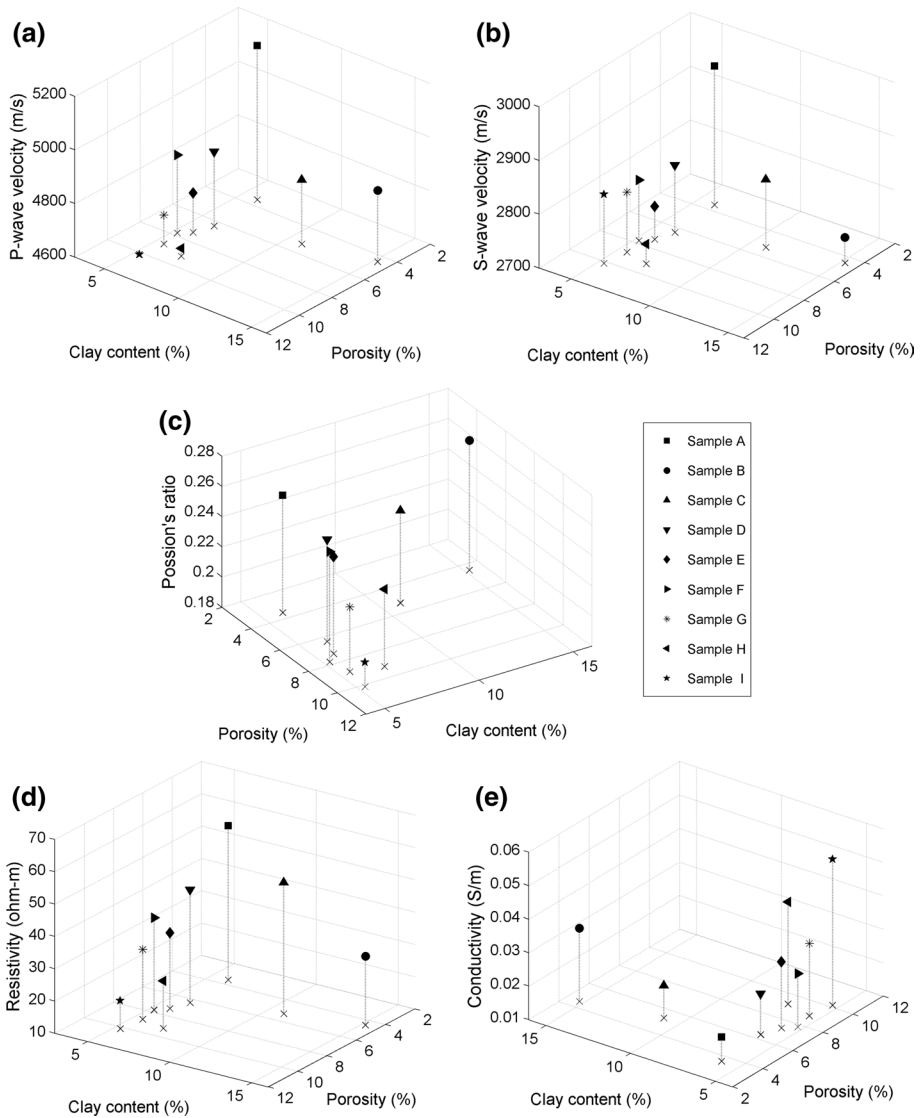 (a)
P-wave velocity (m/s)
5200
5000
4800
4600
5
10
15
Clay content (%)
12
10
8
6
4
2
Porosity (%)
(b)
S-wave velocity (m/s)
3000
2900
2800
2700
5
10
15
Clay content (%)
12
10
8
6
4
2
Porosity (%)
(c)
Possion's ratio
0.28
0.26
0.24
0.22
0.2
0.18
2
4
6
8
10
12
Porosity (%)
5
10
15
Clay content (%)
Sample A
Sample B
Sample C
Sample D
Sample E
Sample F
Sample G
Sample H
Sample I
(d)
Resistivity (ohm-m)
70
60
50
40
30
20
10
5
10
15
Clay content (%)
12
10
8
6
4
2
Porosity (%)
(e)
Conductivity (S/m)
0.06
0.05
0.04
0.03
0.02
0.01
15
10
5
Clay content (%)
2
4
6
8
10
12
Porosity (%)